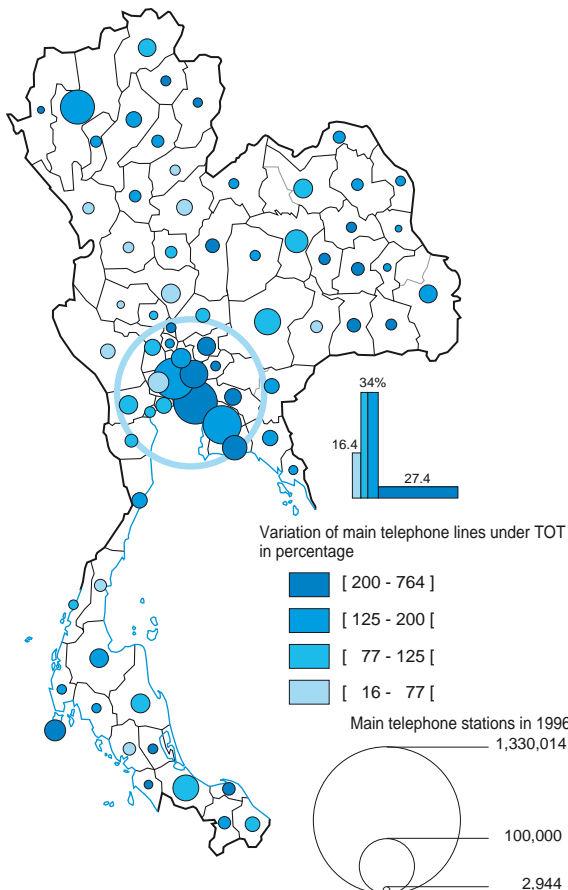 34%
16.4
27.4
Variation of main telephone lines under TOT
in percentage
[ 200 - 764 ]
[ 125 - 200 [
[ 77 - 125 [
[ 16 - 77 [
Main telephone stations in 1996
1,330,014
100,000
2,944